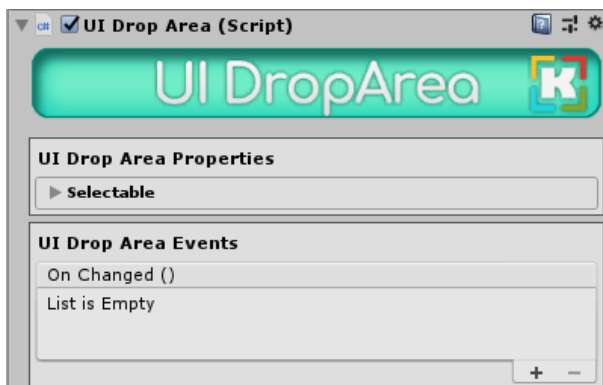 UI Drop Area (Script)
UI DropArea K
UI Drop Area Properties
Selectable
UI Drop Area Events
On Changed ()
List is Empty
+ −